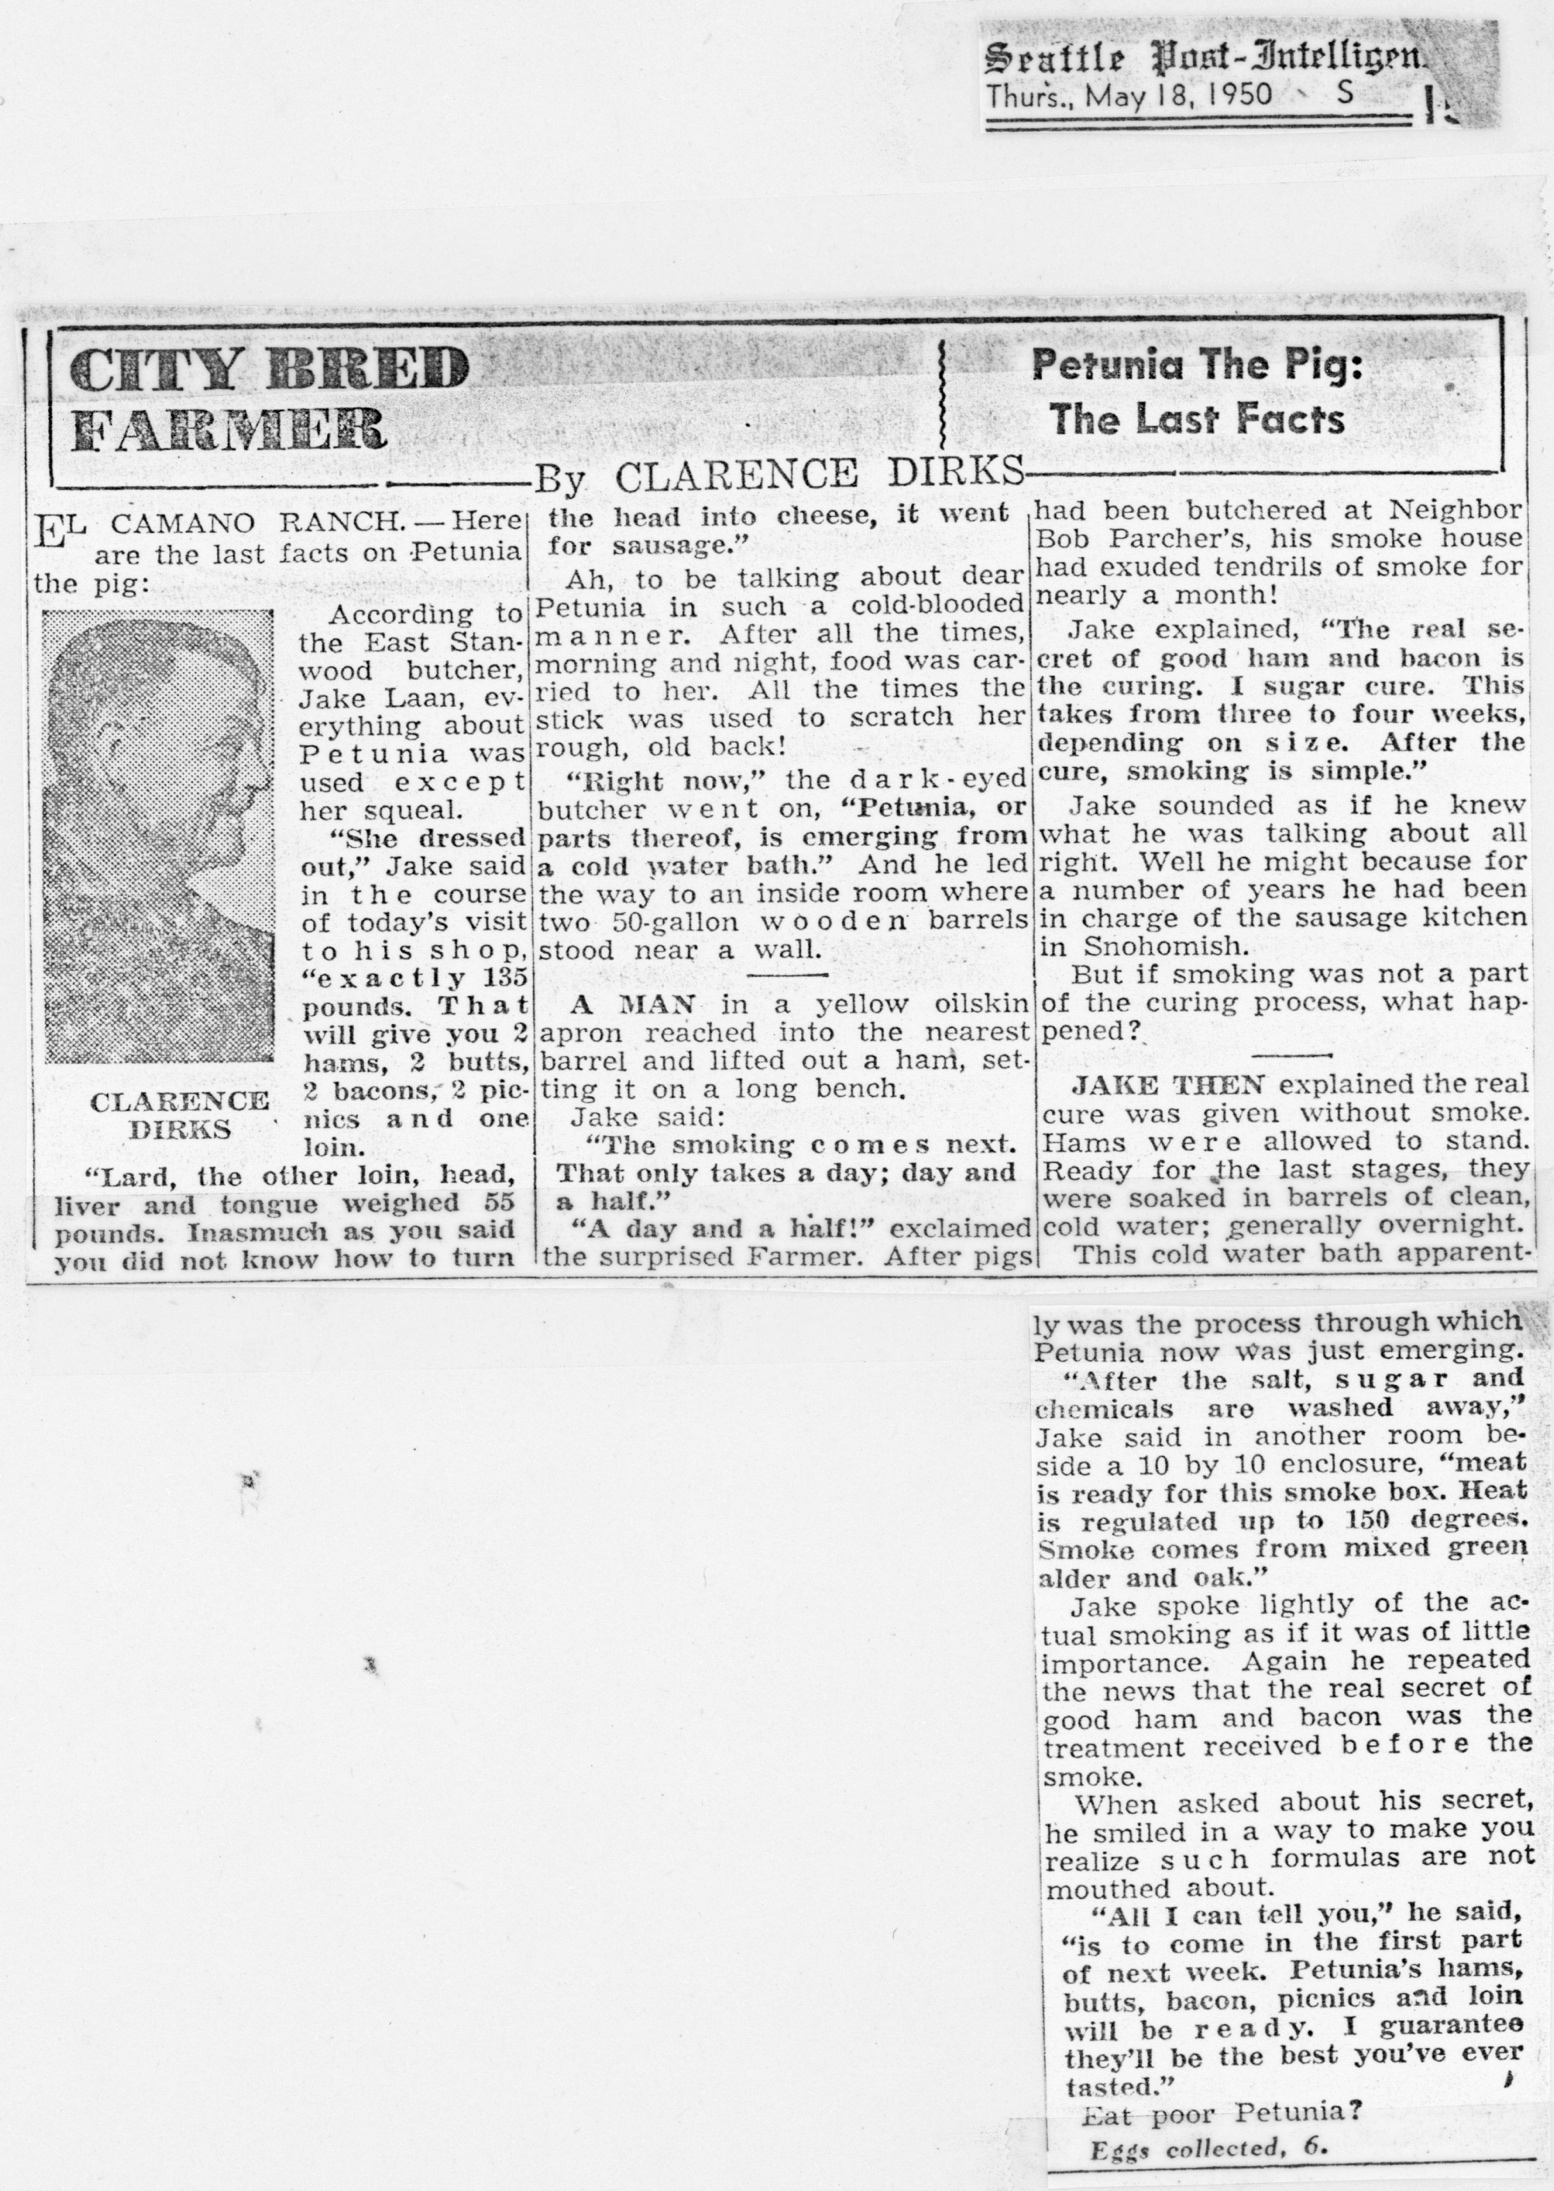 Seattle Post-Intelligen
Thurs., May 18, 1950 S
CITY BRED
FARMER
Petunia The Pig:
The Last Facts
By CLARENCE DIRKS
EL CAMANO RANCH. — Here
are the last facts on Petunia
the pig:
According to
the East Stan-
wood butcher,
Jake Laan, ev-
erything about
Petunia was
used except
her squeal.
"She dressed
out," Jake said
in the course
of today's visit
to his shop,
"exactly 135
pounds. That
will give you 2
hams, 2 butts,
2 bacons, 2 pic-
nics and one
loin.
CLARENCE
DIRKS
"Lard, the other loin, head,
liver and tongue weighed 55
pounds. Inasmuch as you said
you did not know how to turn
the head into cheese, it went
for sausage."
Ah, to be talking about dear
Petunia in such a cold-blooded
manner. After all the times,
morning and night, food was car-
ried to her. All the times the
stick was used to scratch her
rough, old back!
"Right now," the dark-eyed
butcher went on, "Petunia, or
parts thereof, is emerging from
a cold water bath." And he led
the way to an inside room where
two 50-gallon wooden barrels
stood near a wall.
A MAN in a yellow oilskin
apron reached into the nearest
barrel and lifted out a ham, set-
ting it on a long bench.
Jake said:
"The smoking comes next.
That only takes a day; day and
a half."
"A day and a half!" exclaimed
the surprised Farmer. After pigs
had been butchered at Neighbor
Bob Parcher's, his smoke house
had exuded tendrils of smoke for
nearly a month!
Jake explained, "The real se-
cret of good ham and bacon is
the curing. I sugar cure. This
takes from three to four weeks,
depending on size. After the
cure, smoking is simple."
Jake sounded as if he knew
what he was talking about all
right. Well he might because for
a number of years he had been
in charge of the sausage kitchen
in Snohomish.
But if smoking was not a part
of the curing process, what hap-
pened?
JAKE THEN explained the real
cure was given without smoke.
Hams were allowed to stand.
Ready for the last stages, they
were soaked in barrels of clean,
cold water; generally overnight.
This cold water bath apparent-
ly was the process through which
Petunia now was just emerging.
"After the salt, sugar and
chemicals are washed away,"
Jake said in another room be-
side a 10 by 10 enclosure, "meat
is ready for this smoke box. Heat
is regulated up to 150 degrees.
Smoke comes from mixed green
alder and oak."
Jake spoke lightly of the ac-
tual smoking as if it was of little
importance. Again he repeated
the news that the real secret of
good ham and bacon was the
treatment received before the
smoke.
When asked about his secret,
he smiled in a way to make you
realize such formulas are not
mouthed about.
"All I can tell you," he said,
"is to come in the first part
of next week. Petunia's hams,
butts, bacon, picnics and loin
will be ready. I guarantee
they'll be the best you've ever
tasted."
Eat poor Petunia?
Eggs collected, 6.